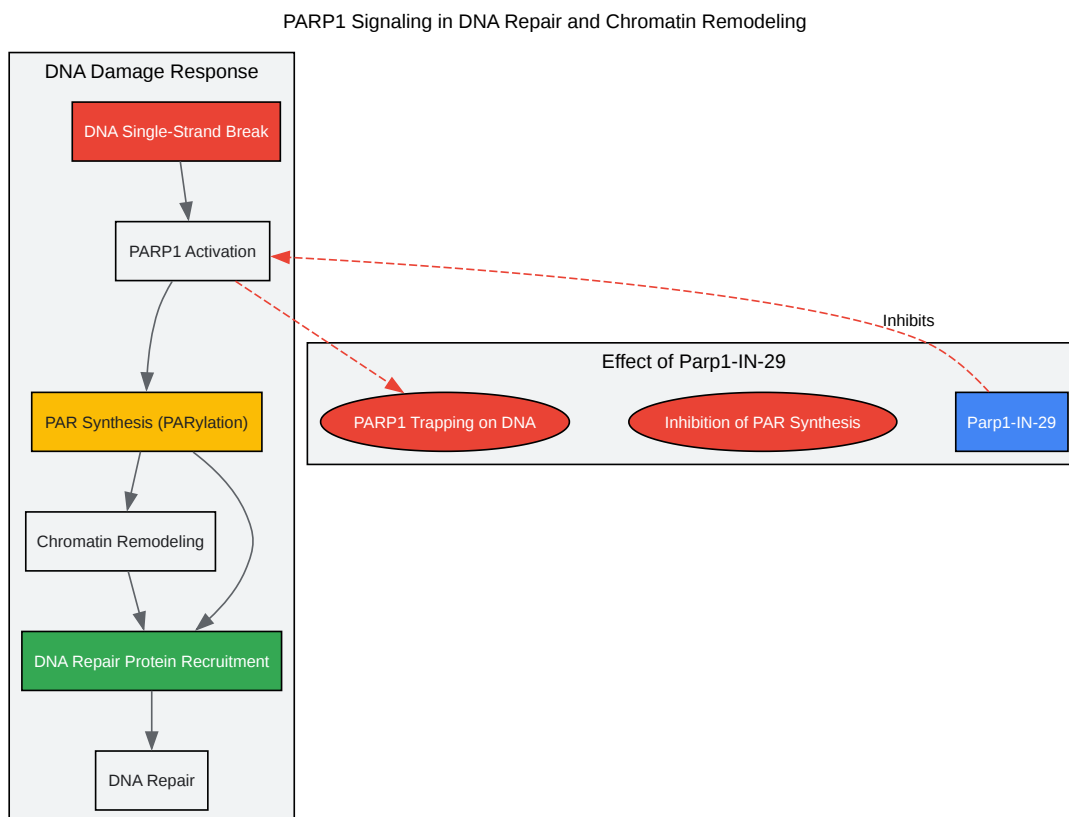 PARP1 Signaling in DNA Repair and Chromatin Remodeling
DNA Damage Response
DNA Single-Strand Break
PARP1 Activation
Inhibits
Effect of Parp1-IN-29
PAR Synthesis (PARylation)
PARP1 Trapping on DNA
Inhibition of PAR Synthesis
Parp1-IN-29
Chromatin Remodeling
DNA Repair Protein Recruitment
DNA Repair